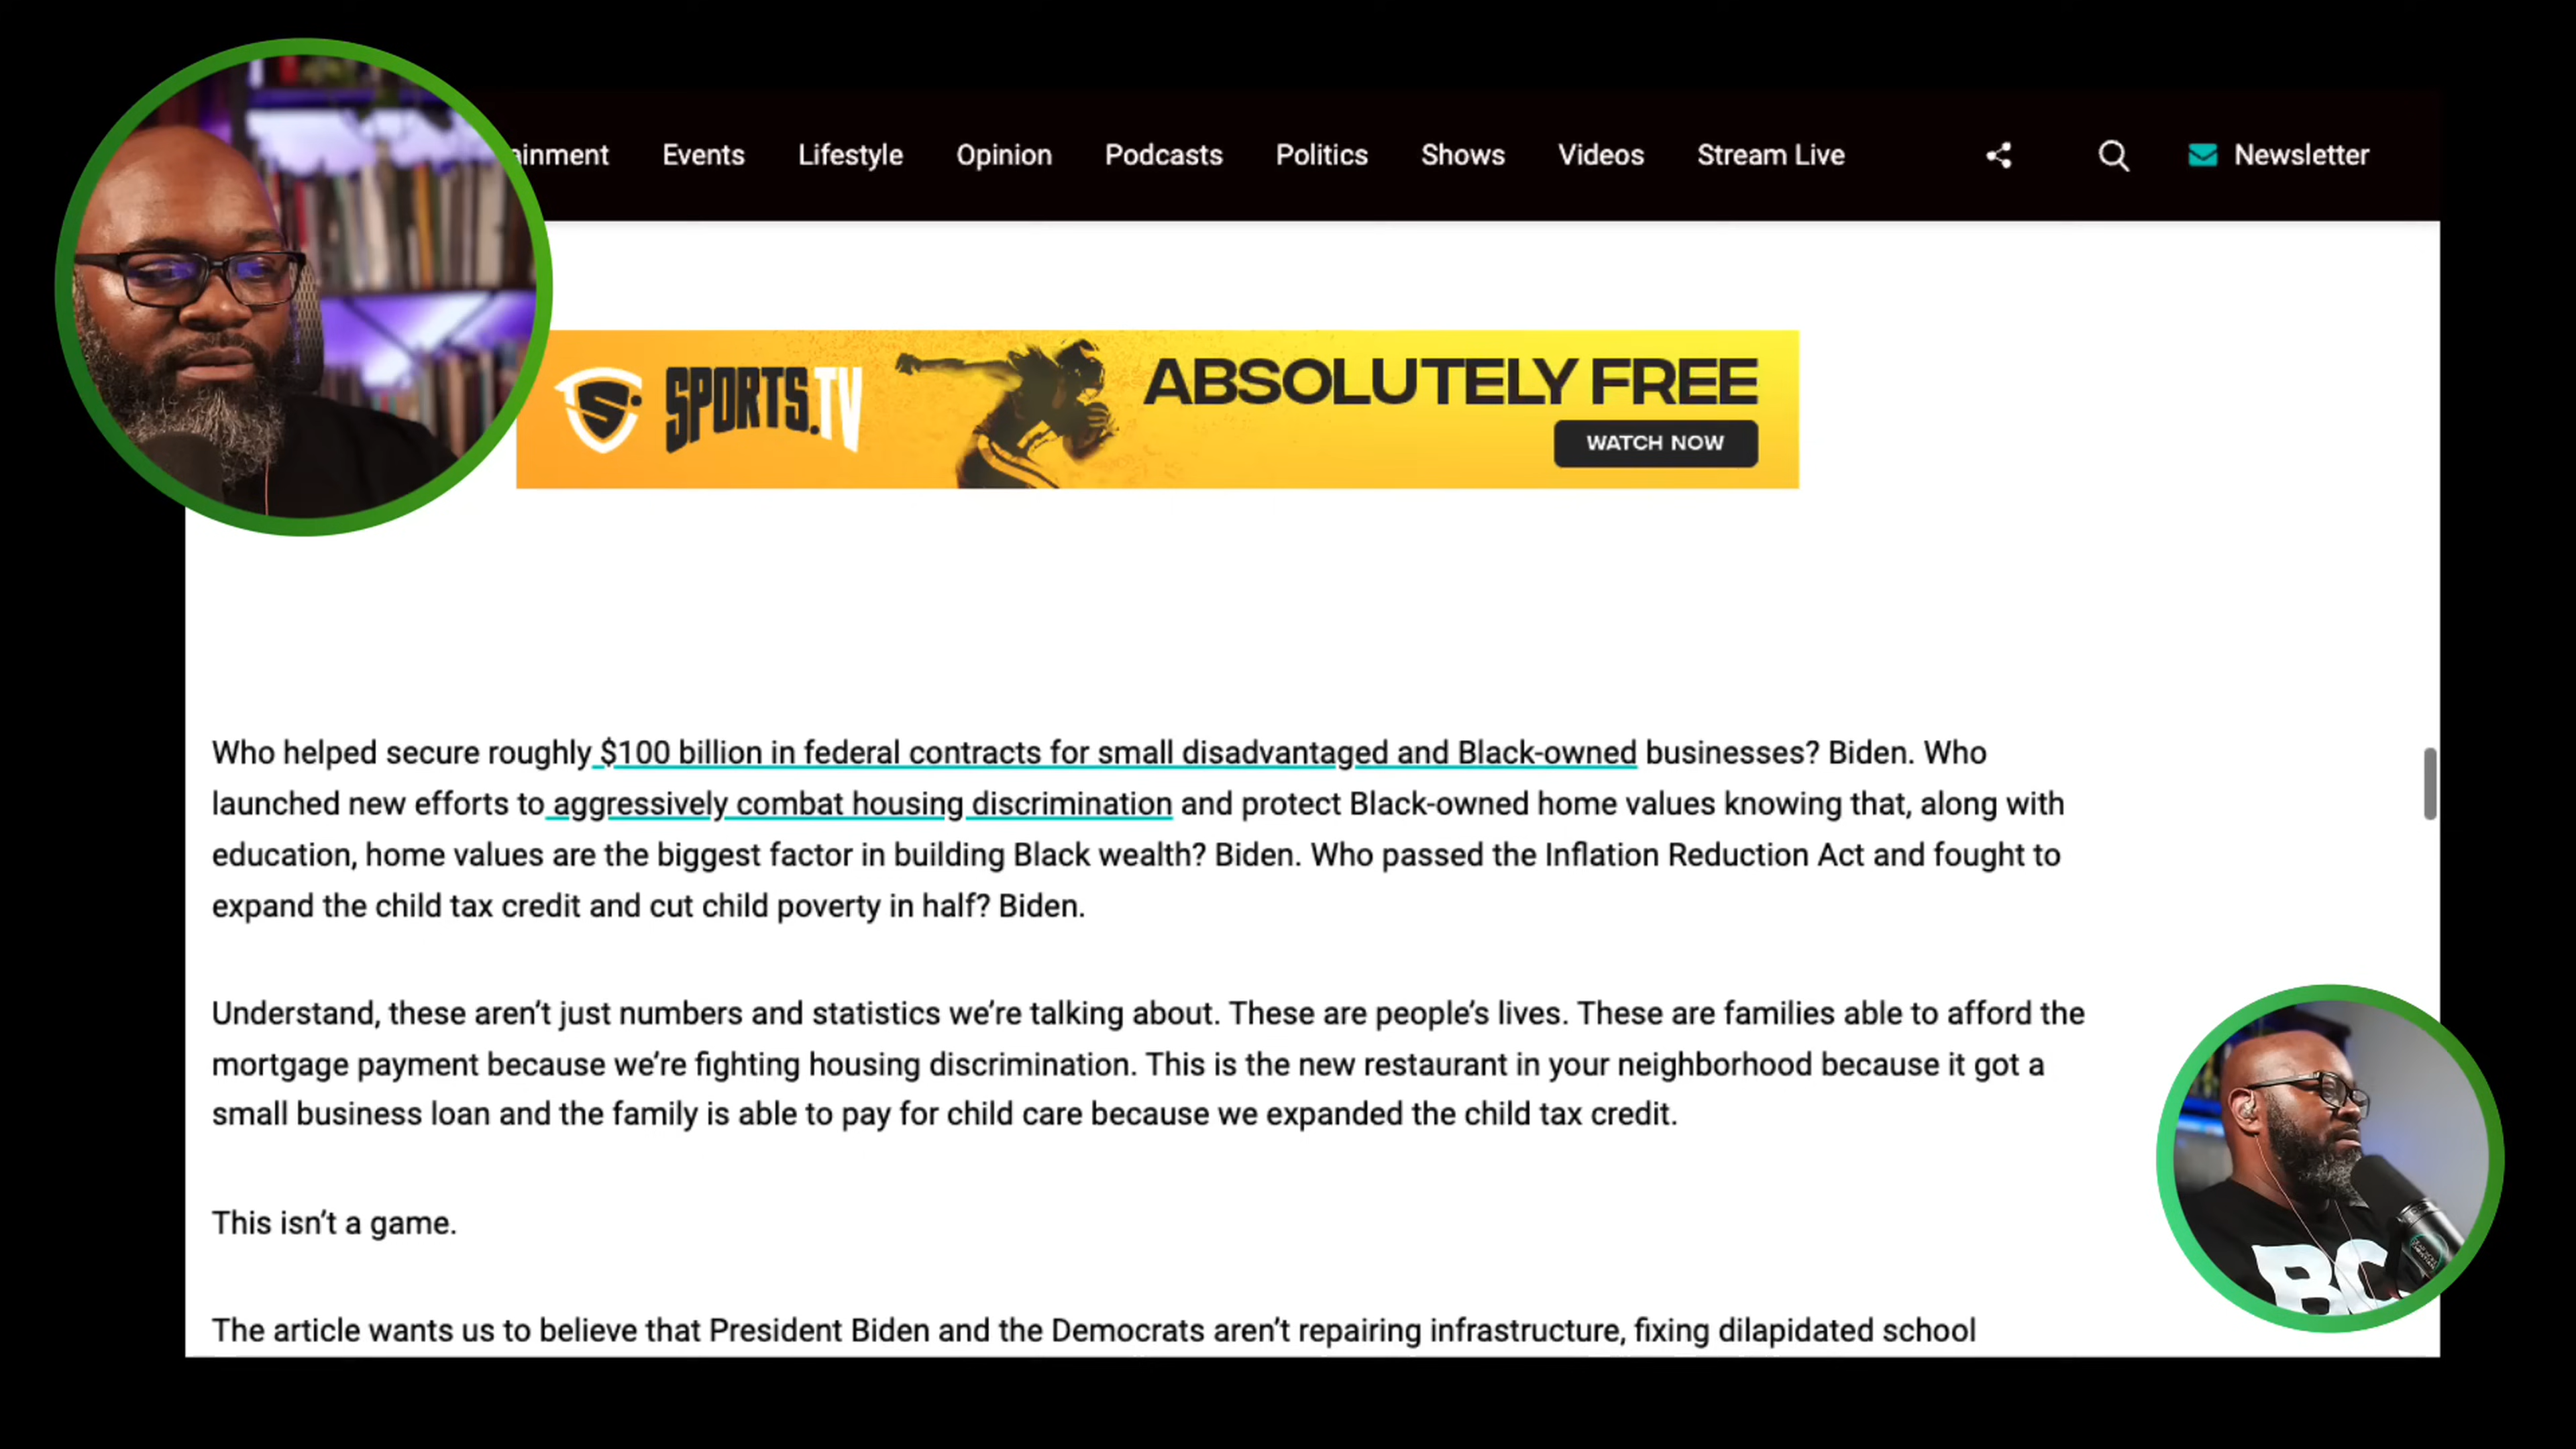 ainment Events Lifestyle Opinion Podcasts Politics Shows Videos Stream Live Newsletter
SPORTS.TV
ABSOLUTELY FREE
WATCH NOW
Who helped secure roughly $100 billion in federal contracts for small disadvantaged and Black-owned businesses? Biden. Who
launched new efforts to aggressively combat housing discrimination and protect Black-owned home values knowing that, along with
education, home values are the biggest factor in building Black wealth? Biden. Who passed the Inflation Reduction Act and fought to
expand the child tax credit and cut child poverty in half? Biden.
Understand, these aren’t just numbers and statistics we’re talking about. These are people’s lives. These are families able to afford the
mortgage payment because we’re fighting housing discrimination. This is the new restaurant in your neighborhood because it got a
small business loan and the family is able to pay for child care because we expanded the child tax credit.
This isn’t a game.
BC
The article wants us to believe that President Biden and the Democrats aren’t repairing infrastructure, fixing dilapidated school